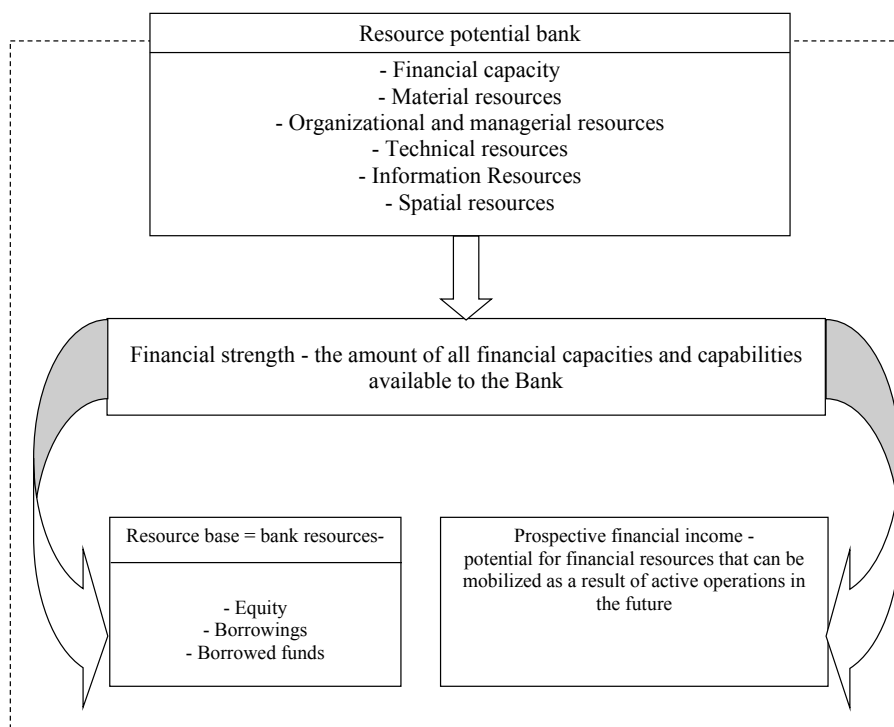 Resource potential bank
- Financial capacity
- Material resources
- Organizational and managerial resources
- Technical resources
- Information Resources
- Spatial resources
Financial strength - the amount of all financial capacities and capabilities
available to the Bank
Resource base = bank resources-
- Equity
- Borrowings
- Borrowed funds
Prospective financial income -
potential for financial resources that can be
mobilized as a result of active operations in
the future